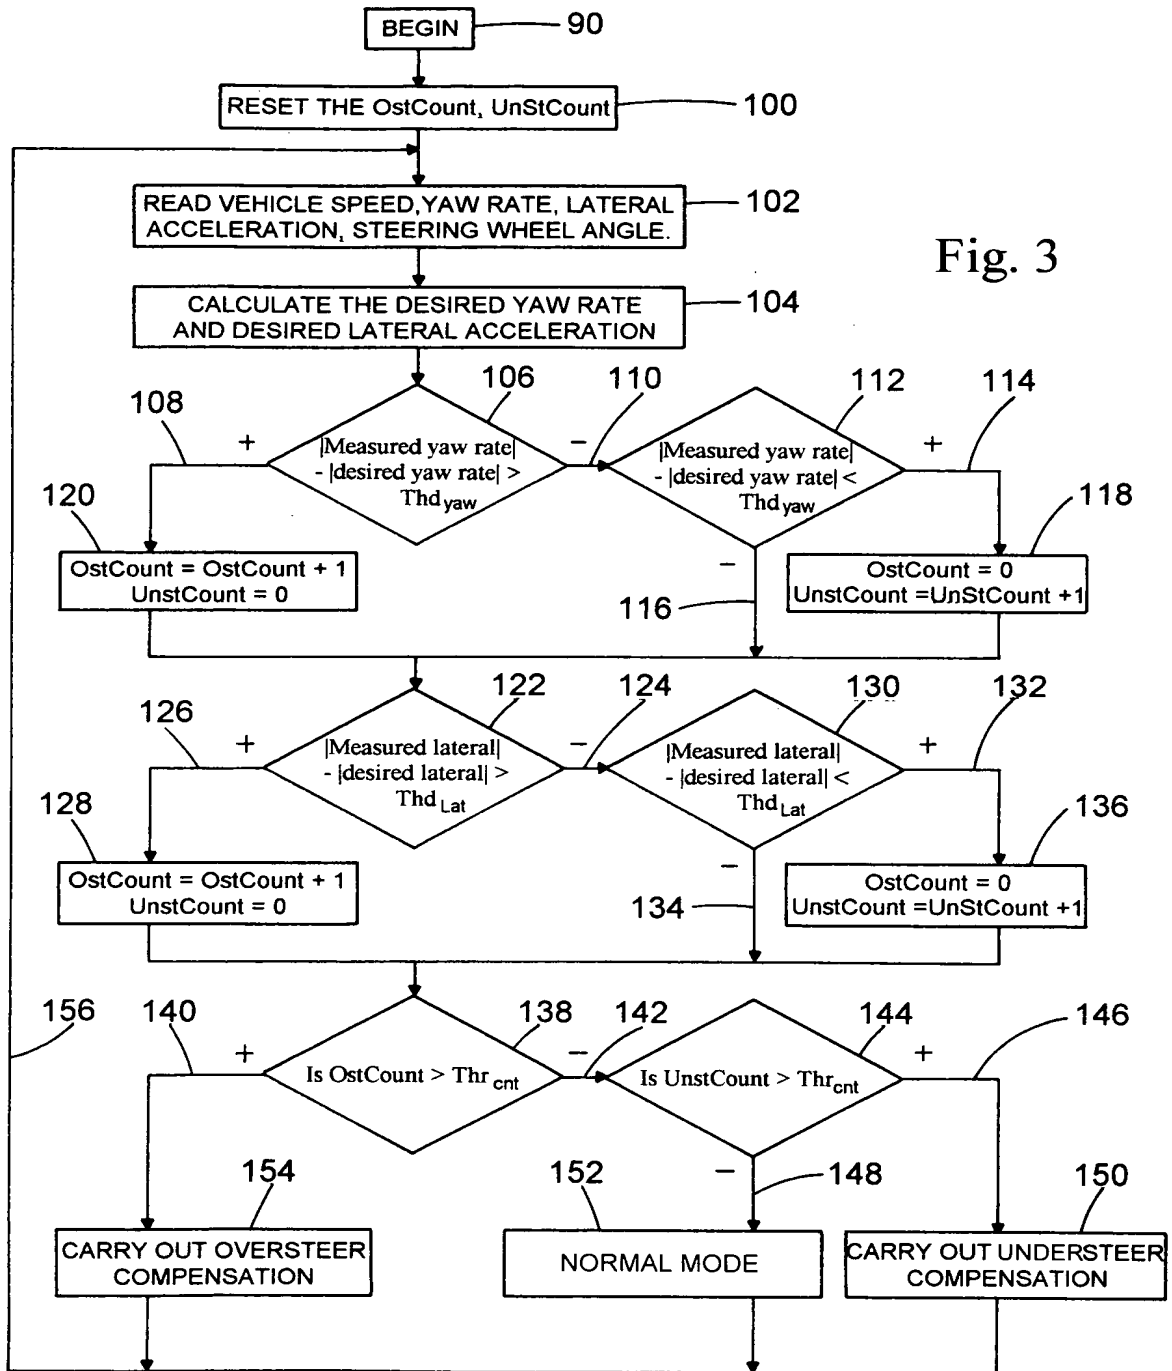 BEGIN
90
RESET THE OstCount, UnStCount
100
READ VEHICLE SPEED,YAW RATE, LATERAL
ACCELERATION, STEERING WHEEL ANGLE.
102
Fig. 3
CALCULATE THE DESIRED YAW RATE
AND DESIRED LATERAL ACCELERATION
104
106
110
112
114
108
+
|Measured yaw rate|
- |desired yaw rate| >
Thd yaw
−
|Measured yaw rate|
- |desired yaw rate| <
Thd yaw
+
120
OstCount = OstCount + 1
UnstCount = 0
−
116
118
OstCount = 0
UnstCount =UnStCount +1
122
124
130
132
126
+
|Measured lateral|
- |desired lateral| >
Thd Lat
−
|Measured lateral|
- |desired lateral| <
Thd Lat
+
128
OstCount = OstCount + 1
UnstCount = 0
−
134
136
OstCount = 0
UnstCount =UnStCount +1
156
140
138
142
144
146
+
Is OstCount > Thr cnt
−
Is UnstCount > Thr cnt
+
154
CARRY OUT OVERSTEER
COMPENSATION
152
−
148
NORMAL MODE
150
CARRY OUT UNDERSTEER
COMPENSATION